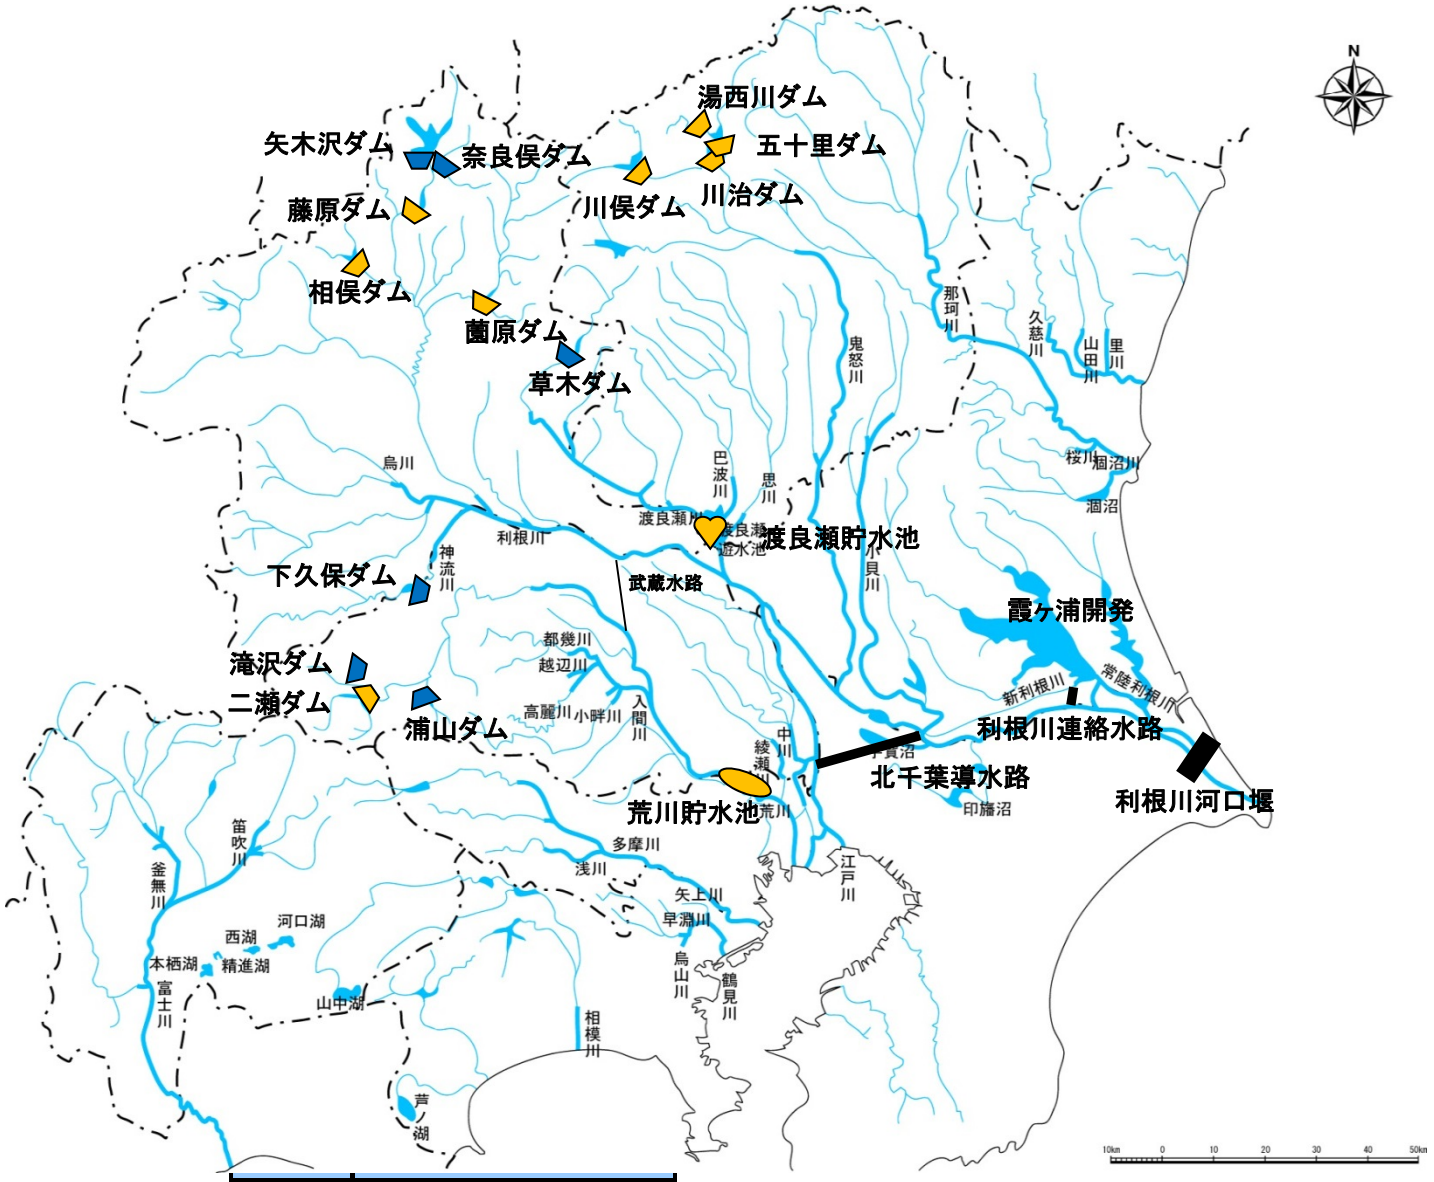 N
湯西川ダム
矢木沢ダム
奈良俣ダム
五十里ダム
藤原ダム
川俣ダム
川治ダム
相俣ダム
薗原ダム
草木ダム
那珂川
久慈川
山田川
里川
鬼怒川
烏川
巴波川
思川
桜川
涸沼川
涸沼
渡良瀬川
渡良瀬
遊水池
渡良瀬貯水池
利根川
神流川
小貝川
下久保ダム
武蔵水路
霞ヶ浦開発
都幾川
越辺川
滝沢ダム
二瀬ダム
浦山ダム
高麗川
小畔川
入間川
新利根川
常陸利根川
中川
綾瀬川
利根川連絡水路
手賀沼
北千葉導水路
利根川河口堰
荒川貯水池
荒川
印旛沼
笛吹川
釜無川
多摩川
浅川
江戸川
矢上川
早淵川
河口湖
西湖
本栖湖
精進湖
富士川
山中湖
烏山川
鶴見川
相模川
芦ノ湖
10km 0 10 20 30 40 50km